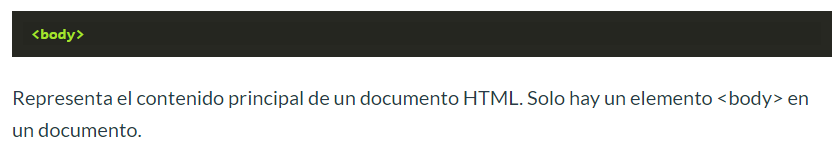 <body>
Representa el contenido principal de un documento HTML. Solo hay un elemento <body> en
un documento.